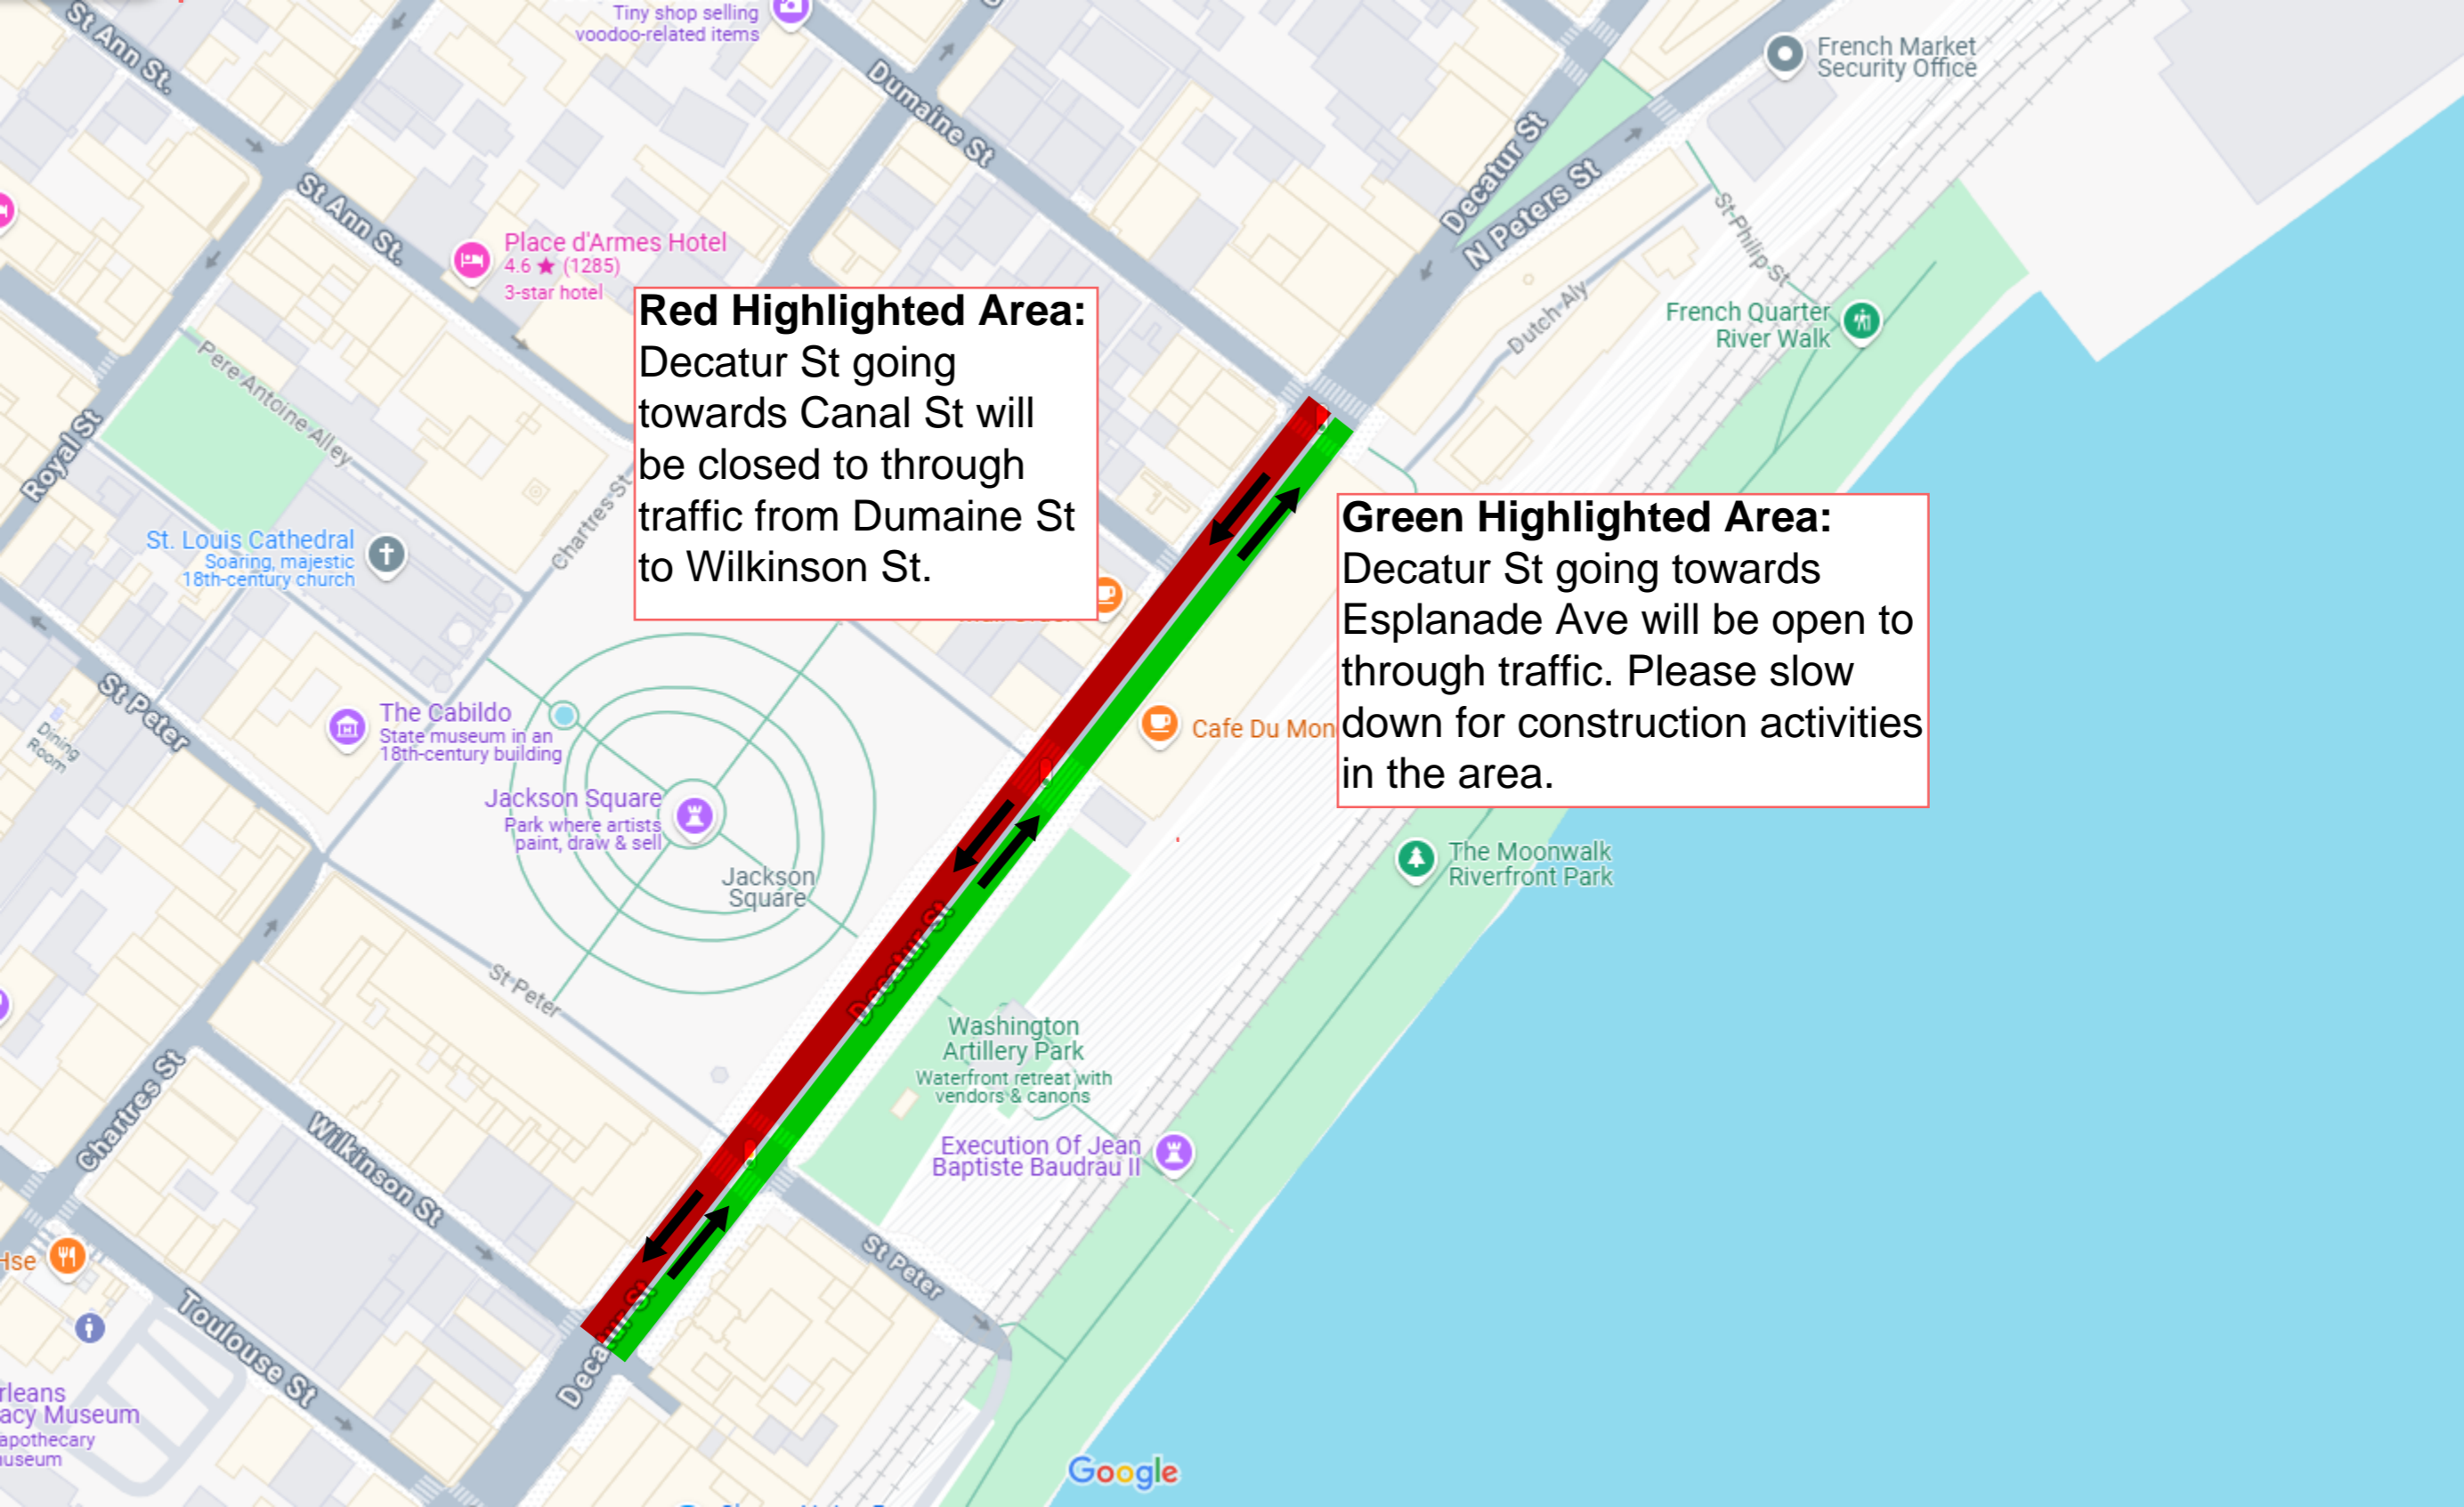 Tiny shop selling
voodoo-related items
St Ann St.
Dumaine St
French Market
Security Office
Decatur St
N Peters St
St Ann St.
Place d'Armes Hotel
4.6 ★ (1285)
3-star hotel
St Philip St
Dutch Aly
French Quarter
River Walk
Red Highlighted Area:
Decatur St going
towards Canal St will
be closed to through
traffic from Dumaine St
to Wilkinson St.
Pere Antoine Alley
Royal St
Chartres St
St. Louis Cathedral
Soaring, majestic
18th-century church
Green Highlighted Area:
Decatur St going towards
Esplanade Ave will be open to
through traffic. Please slow
down for construction activities
in the area.
St Peter
Dining
Room
The Cabildo
State museum in an
18th-century building
Cafe Du Mon
Jackson Square
Park where artists
paint, draw & sell
Jackson
Square
The Moonwalk
Riverfront Park
Decatur St
St Peter
Washington
Artillery Park
Waterfront retreat with
vendors & canons
Chartres St
Wilkinson St
Execution Of Jean
Baptiste Baudrau II
Hse
St Peter
Toulouse St
Decatur St
rleans
acy Museum
apothecary
useum
Google